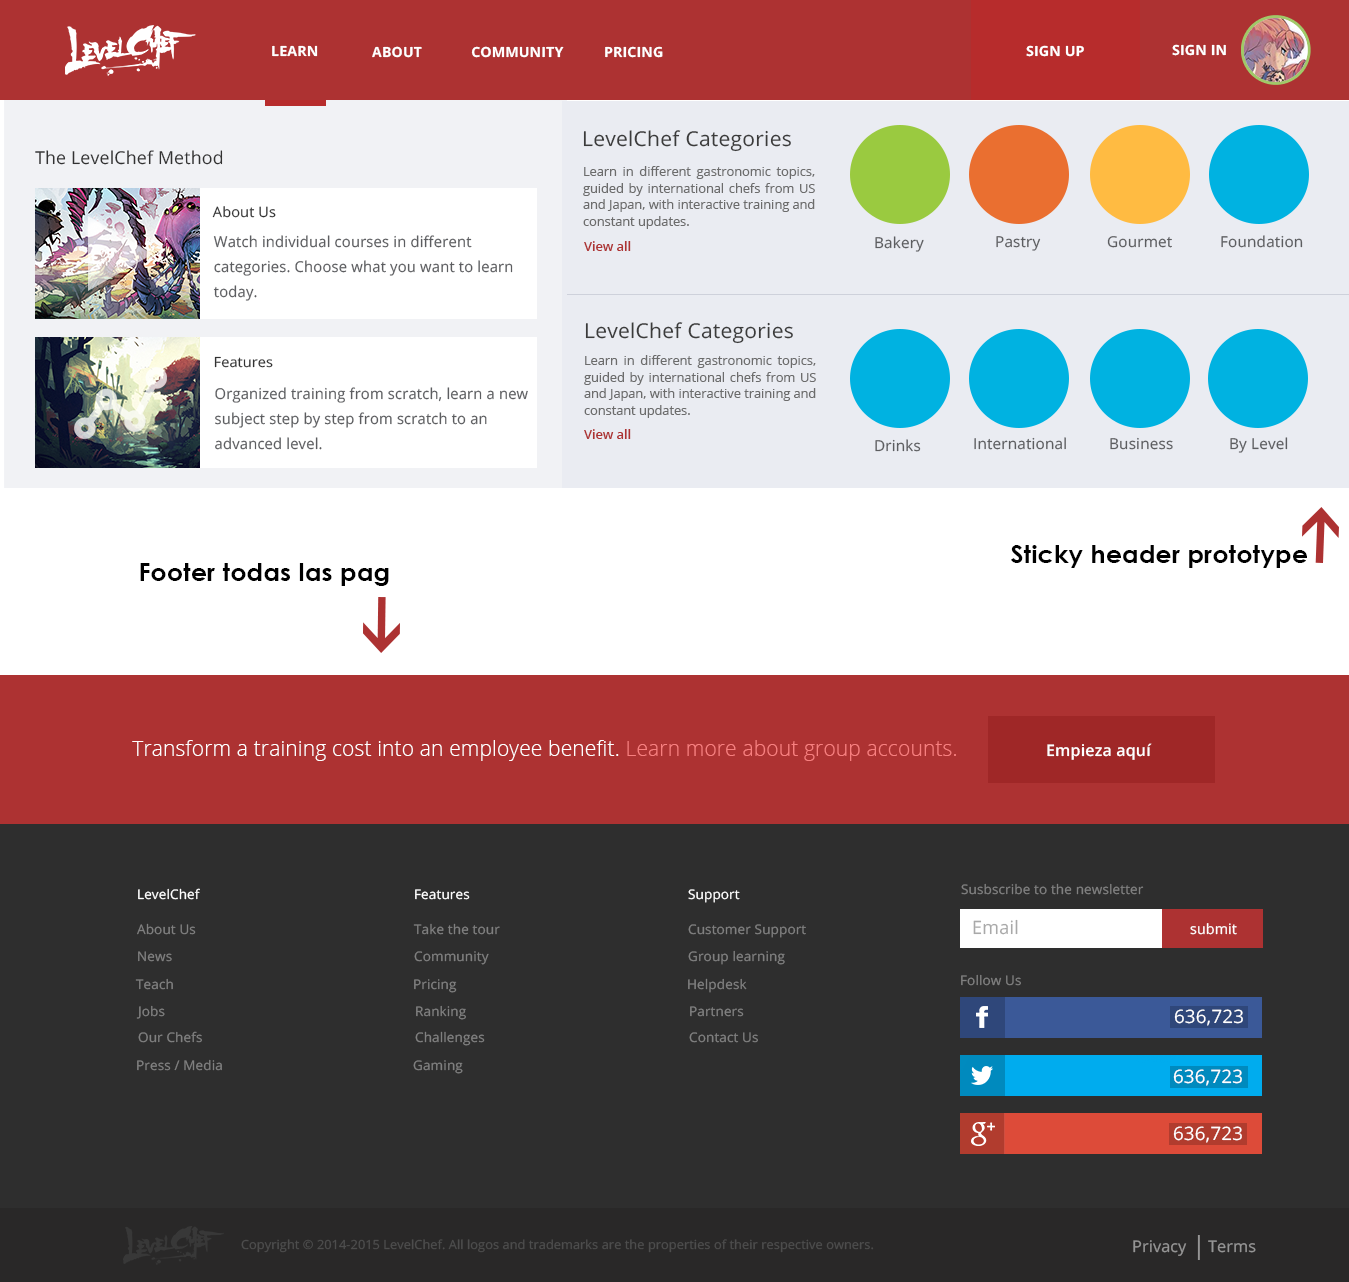 LEVELCHEF
LEARN
ABOUT
COMMUNITY
PRICING
SIGN UP
SIGN IN
The LevelChef Method
About Us
Watch individual courses in different
categories. Choose what you want to learn
today.
Features
Organized training from scratch, learn a new
subject step by step from scratch to an
advanced level.
LevelChef Categories
Learn in different gastronomic topics,
guided by international chefs from US
and Japan, with interactive training and
constant updates.
View all
Bakery
Pastry
Gourmet
Foundation
LevelChef Categories
Learn in different gastronomic topics,
guided by international chefs from US
and Japan, with interactive training and
constant updates.
View all
Drinks
International
Business
By Level
Sticky header prototype
Footer todas las pag
Transform a training cost into an employee benefit. Learn more about group accounts.
Empieza aquí
LevelChef
About Us
News
Teach
Jobs
Our Chefs
Press / Media
Features
Take the tour
Community
Pricing
Ranking
Challenges
Gaming
Support
Customer Support
Group learning
Helpdesk
Partners
Contact Us
Susbscribe to the newsletter
Email
submit
Follow Us
f 636,723
636,723
g+ 636,723
LEVELCHEF
Copyright © 2014-2015 LevelChef. All logos and trademarks are the properties of their respective owners.
Privacy | Terms